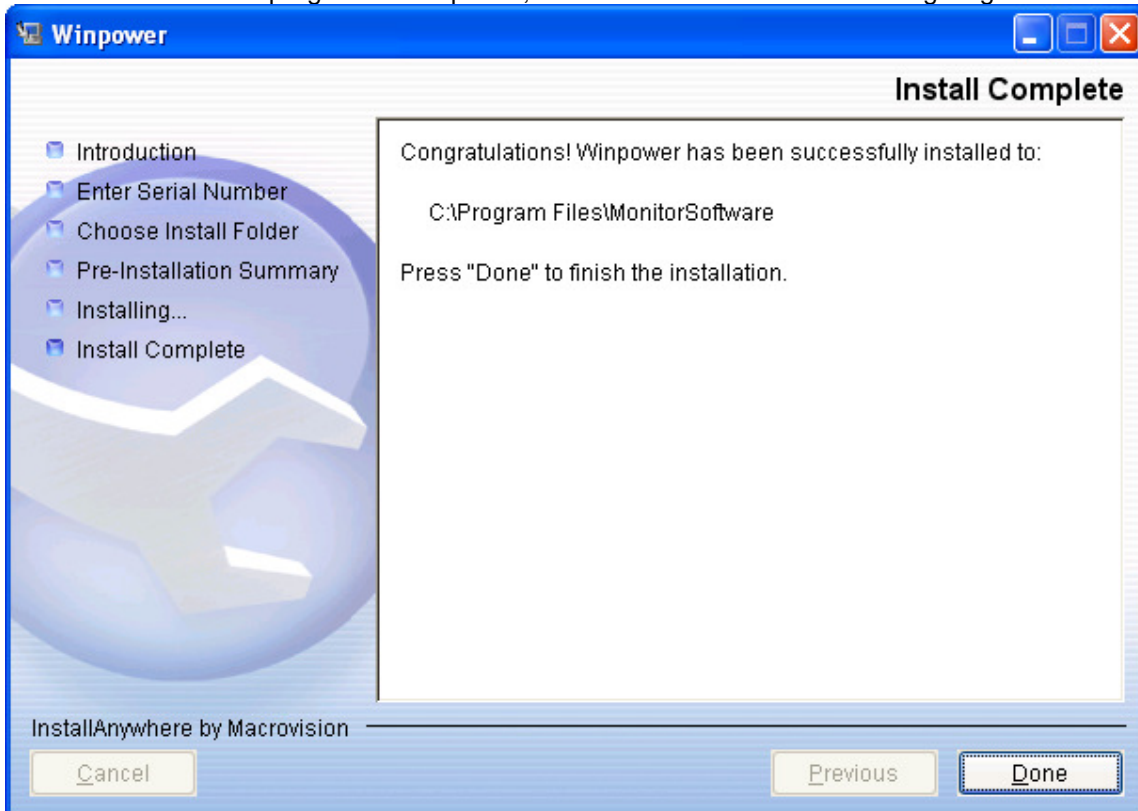 Winpower
Install Complete
Introduction
Enter Serial Number
Choose Install Folder
Pre-Installation Summary
Installing...
Install Complete
Congratulations! Winpower has been successfully installed to:
C:\Program Files\MonitorSoftware
Press "Done" to finish the installation.
InstallAnywhere by Macrovision
Cancel
Previous
Done